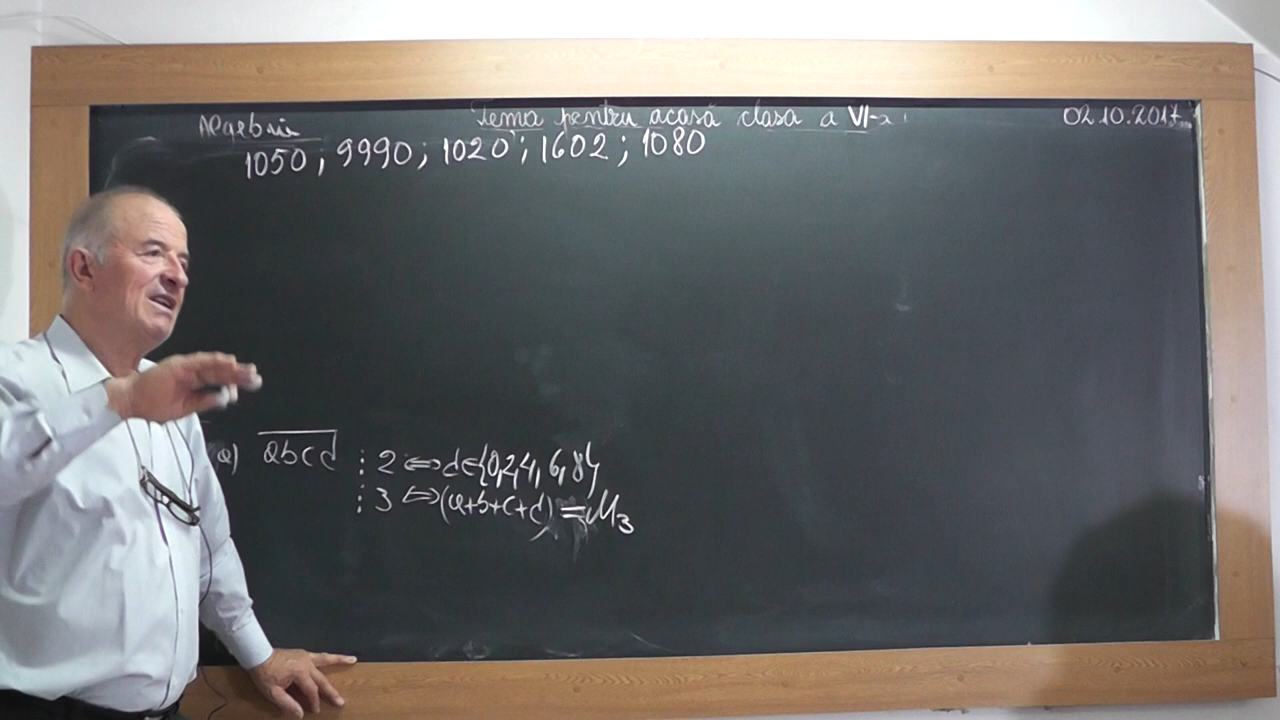 Algebră Tema pentru acasă clasa a VI-a 02.10.2017
1050 ; 9990 ; 1020 ; 1602 ; 1080
a) abcd ⋮ 2 ⇔ d∈{0,2,4,6,8}
⋮ 3 ⇔ (a+b+c+d) = M₃